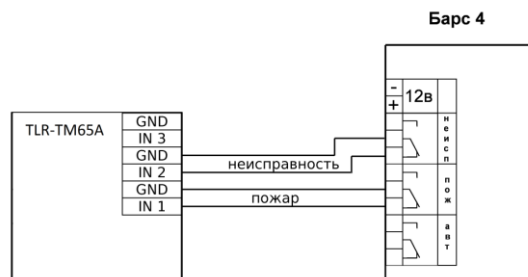 Барс 4
-
+
12в
TLR-TM65A
GND
IN 3
GND
IN 2
GND
IN 1
неисправность
пожар
неисп
пож
авт